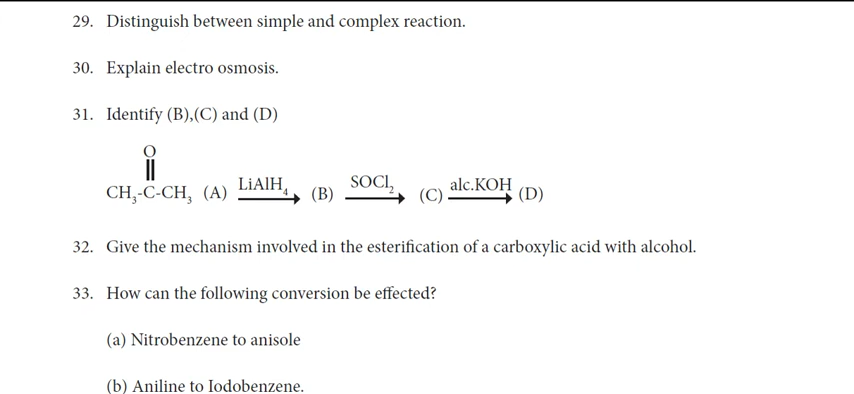 29. Distinguish between simple and complex reaction.
30. Explain electro osmosis.
31. Identify (B),(C) and (D)
O
CH₃-C-CH₃ (A) LiAlH₄ (B) SOCl₂ (C) alc.KOH (D)
32. Give the mechanism involved in the esterification of a carboxylic acid with alcohol.
33. How can the following conversion be effected?
(a) Nitrobenzene to anisole
(b) Aniline to Iodobenzene.